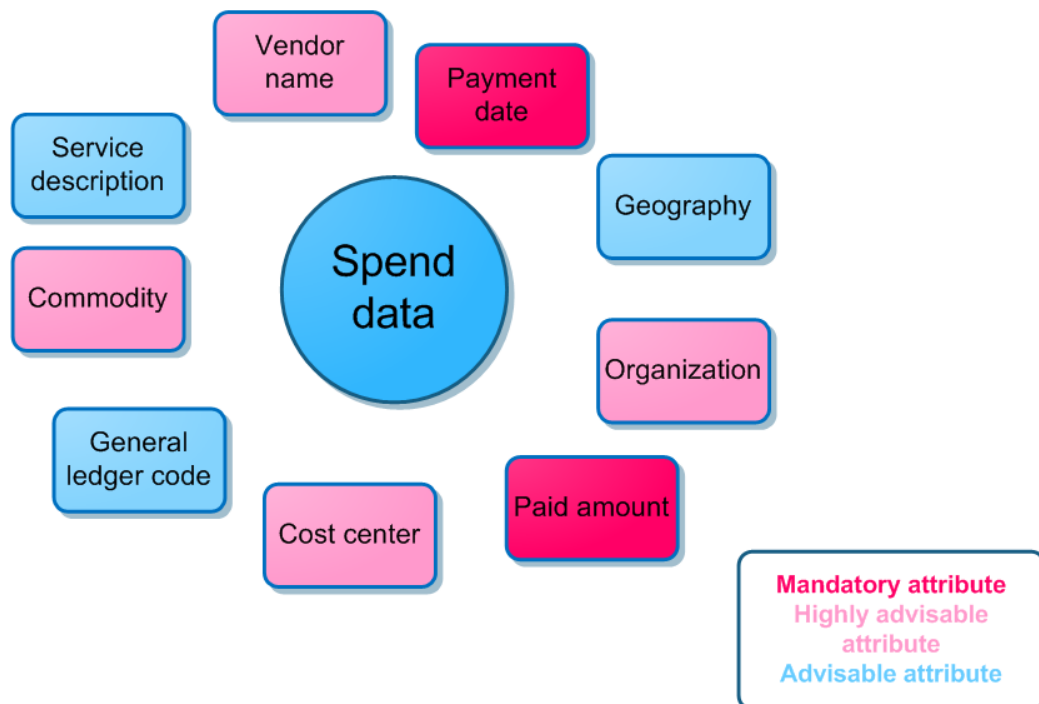 Vendor
name
Payment
date
Service
description
Geography
Spend
data
Commodity
Organization
General
ledger code
Paid amount
Cost center
Mandatory attribute
Highly advisable
attribute
Advisable attribute